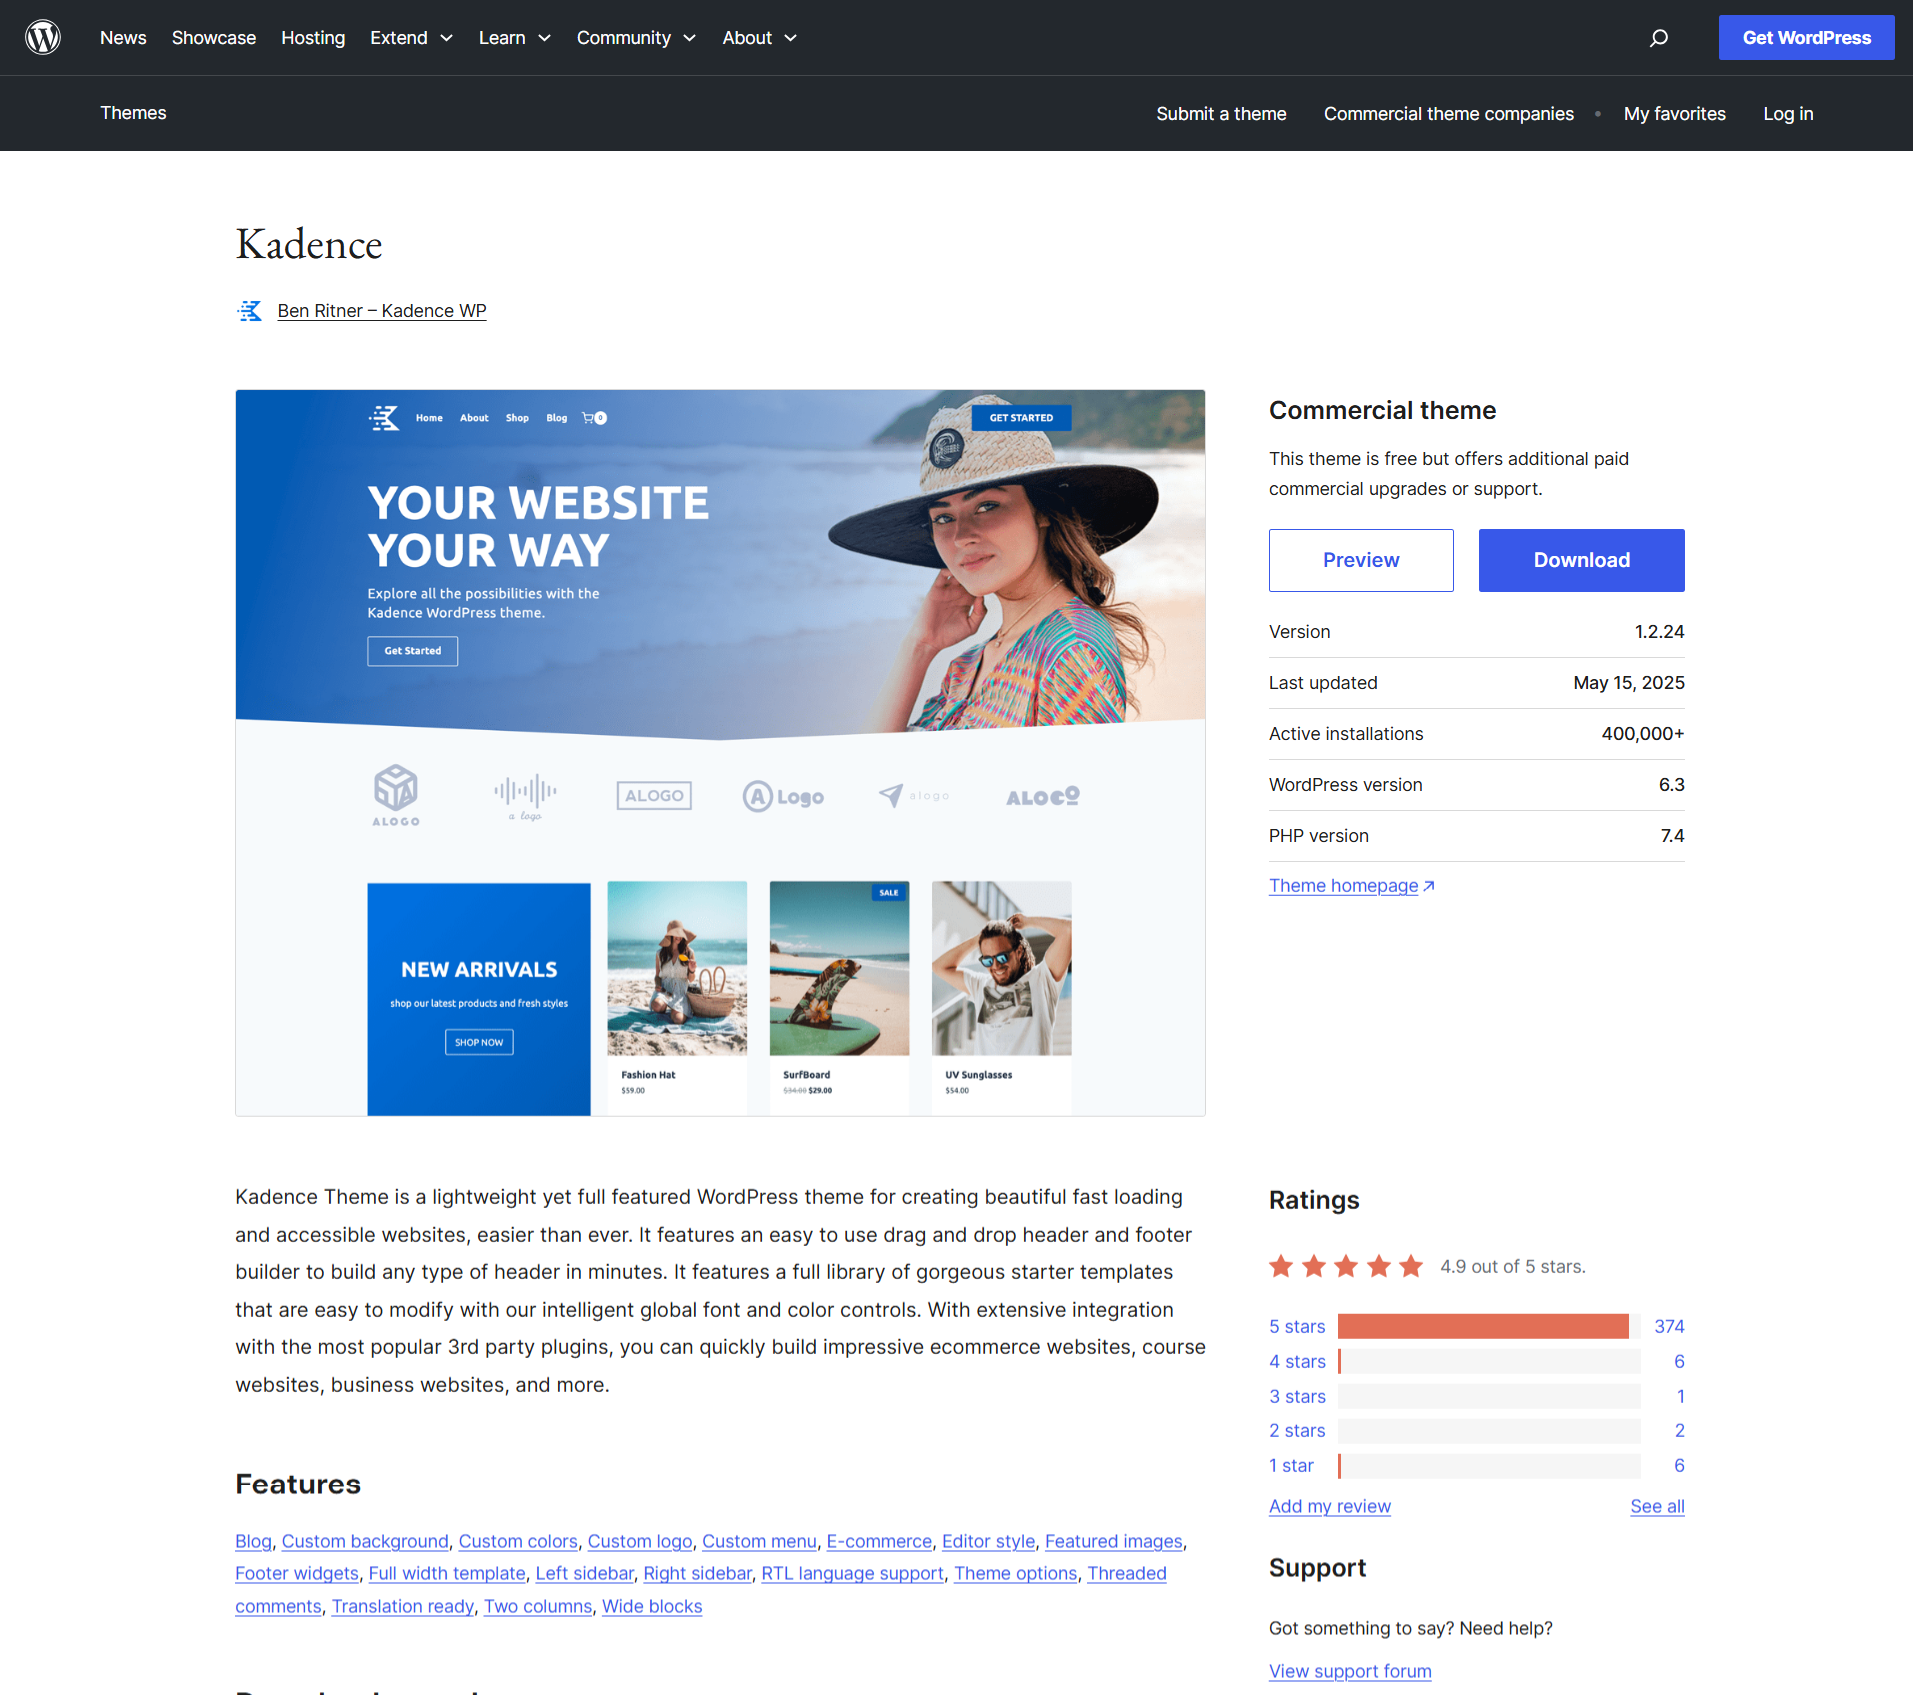 News Showcase Hosting Extend Learn Community About Get WordPress
Themes Submit a theme Commercial theme companies • My favorites Log in
Kadence
Ben Ritner – Kadence WP
Home About Shop Blog 0 GET STARTED
YOUR WEBSITE
YOUR WAY
Explore all the possibilities with the
Kadence WordPress theme.
Get Started
ALOGO
a logo
ALOGO
A Logo
alogo
ALOGO
NEW ARRIVALS
shop our latest products and fresh styles
SHOP NOW
SALE
Fashion Hat
$59.00
SurfBoard
$34.00 $29.00
UV Sunglasses
$54.00
Commercial theme
This theme is free but offers additional paid
commercial upgrades or support.
Preview Download
Version 1.2.24
Last updated May 15, 2025
Active installations 400,000+
WordPress version 6.3
PHP version 7.4
Theme homepage
Kadence Theme is a lightweight yet full featured WordPress theme for creating beautiful fast loading
and accessible websites, easier than ever. It features an easy to use drag and drop header and footer
builder to build any type of header in minutes. It features a full library of gorgeous starter templates
that are easy to modify with our intelligent global font and color controls. With extensive integration
with the most popular 3rd party plugins, you can quickly build impressive ecommerce websites, course
websites, business websites, and more.
Features
Blog, Custom background, Custom colors, Custom logo, Custom menu, E-commerce, Editor style, Featured images,
Footer widgets, Full width template, Left sidebar, Right sidebar, RTL language support, Theme options, Threaded
comments, Translation ready, Two columns, Wide blocks
Ratings
4.9 out of 5 stars.
5 stars 374
4 stars 6
3 stars 1
2 stars 2
1 star 6
Add my review See all
Support
Got something to say? Need help?
View support forum